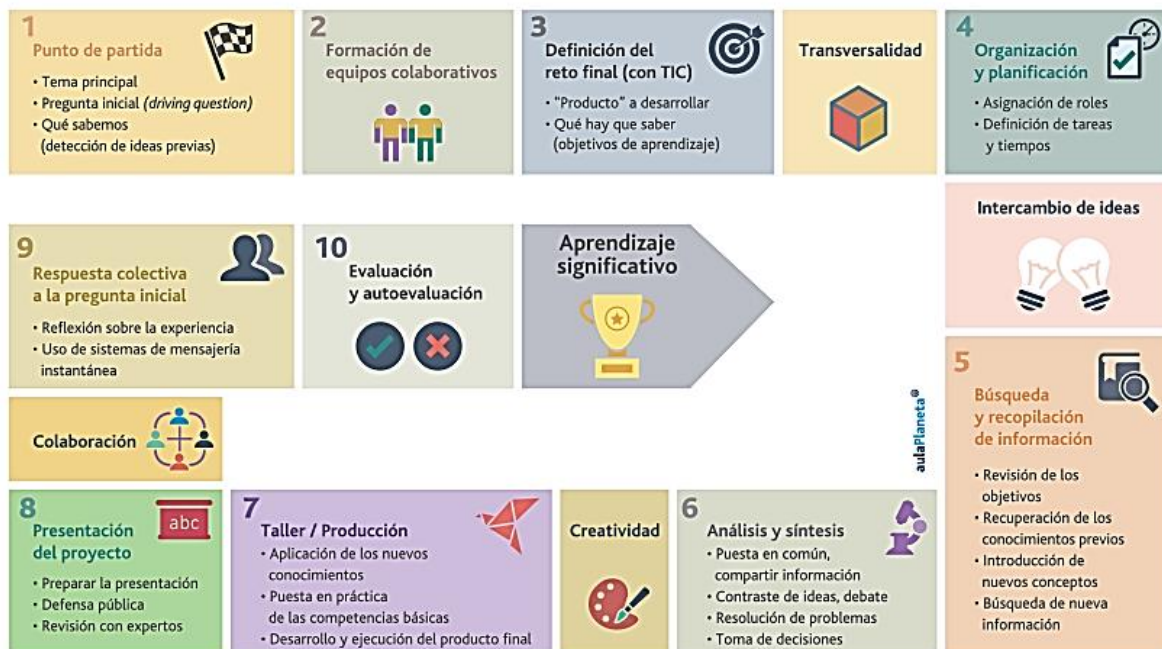 1
Punto de partida
• Tema principal
• Pregunta inicial (driving question)
• Qué sabemos
(detección de ideas previas)
2
Formación de
equipos colaborativos
3
Definición del
reto final (con TIC)
• "Producto" a desarrollar
• Qué hay que saber
(objetivos de aprendizaje)
Transversalidad
4
Organización
y planificación
• Asignación de roles
• Definición de tareas
y tiempos
Intercambio de ideas
5
Búsqueda
y recopilación
de información
• Revisión de los
objetivos
• Recuperación de los
conocimientos previos
• Introducción de
nuevos conceptos
• Búsqueda de nueva
información
6
Análisis y síntesis
• Puesta en común,
compartir información
• Contraste de ideas, debate
• Resolución de problemas
• Toma de decisiones
Creatividad
7
Taller / Producción
• Aplicación de los nuevos
conocimientos
• Puesta en práctica
de las competencias básicas
• Desarrollo y ejecución del producto final
8
Presentación
del proyecto
abc
• Preparar la presentación
• Defensa pública
• Revisión con expertos
Colaboración
9
Respuesta colectiva
a la pregunta inicial
• Reflexión sobre la experiencia
• Uso de sistemas de mensajería
instantánea
10
Evaluación
y autoevaluación
Aprendizaje
significativo
aulaPlaneta®